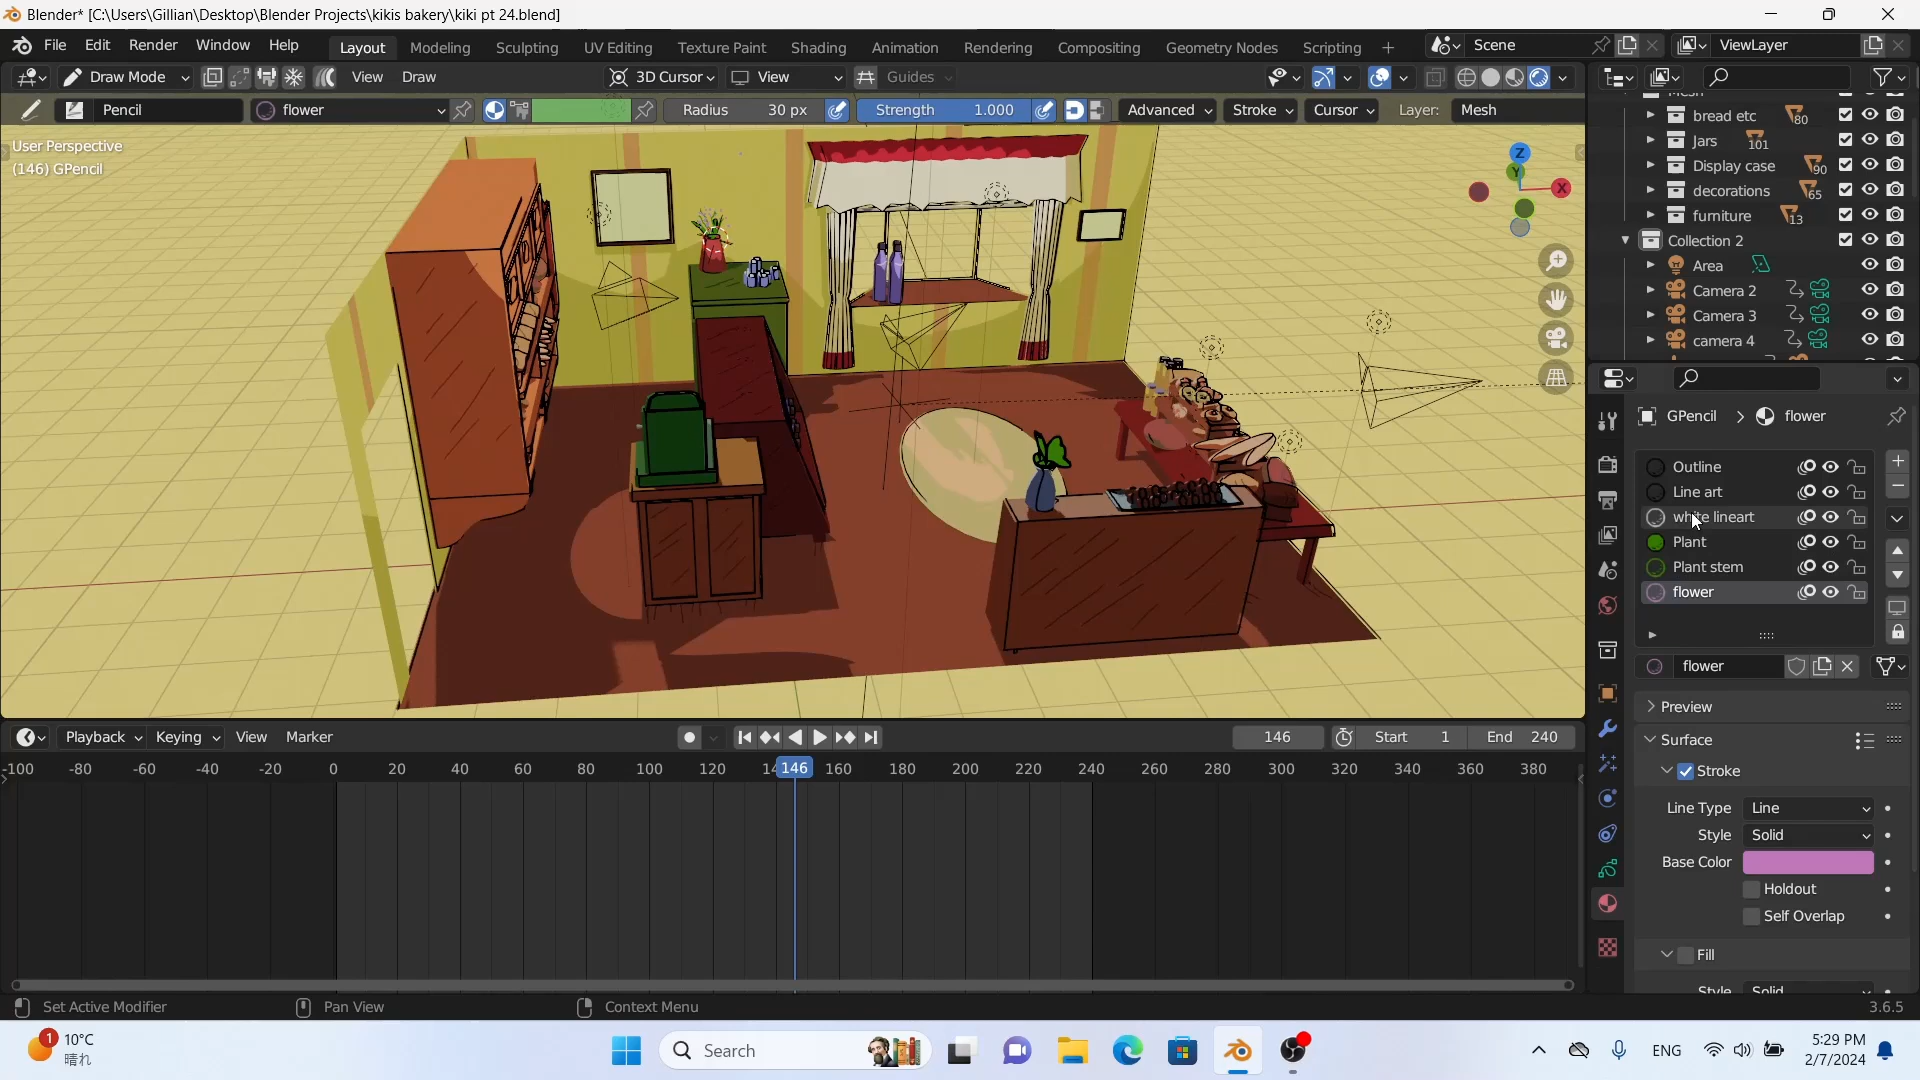 Blender* [C:\Users\Gillian\Desktop\Blender Projects\kikis bakery\kiki pt 24.blend]
File Edit Render Window Help Layout Modeling Sculpting UV Editing Texture Paint Shading Animation Rendering Compositing Geometry Nodes Scripting + Scene ViewLayer
Draw Mode View Draw 3D Cursor View Guides
Pencil flower Radius 30 px Strength 1.000 Advanced Stroke Cursor Layer: Mesh
User Perspective
(146) GPencil
Z
Y
X
bread etc 80
Jars 101
Display case 90
decorations 65
furniture 13
Collection 2
Area
Camera 2
Camera 3
camera 4
GPencil > flower
Outline
Line art
white lineart
Plant
Plant stem
flower
flower
Preview
Surface
Stroke
Line Type Line
Style Solid
Base Color
Holdout
Self Overlap
Fill
Style Solid
Playback Keying View Marker 146 Start 1 End 240
-100 -80 -60 -40 -20 0 20 40 60 80 100 120 146 160 180 200 220 240 260 280 300 320 340 360 380
Set Active Modifier Pan View Context Menu 3.6.5
1 10°C
晴れ
Search
ENG
5:29 PM
2/7/2024